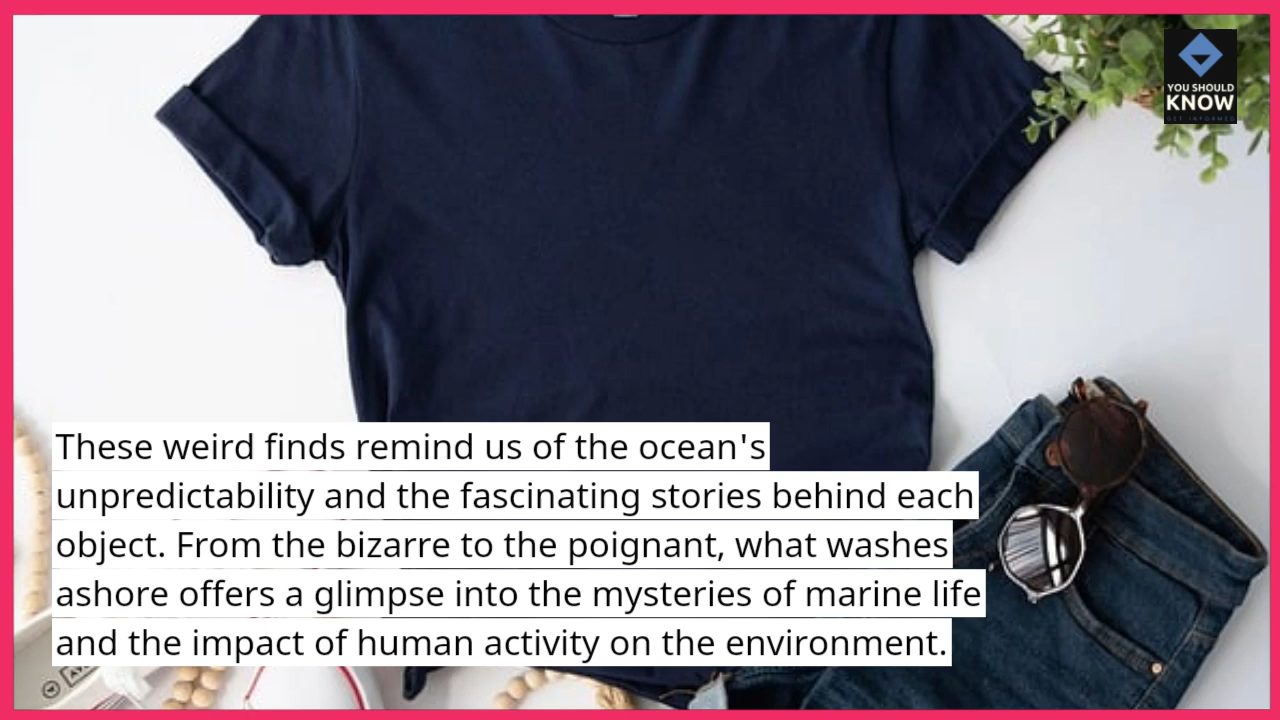 YOU SHOULD
KNOW
GET INFORMED
These weird finds remind us of the ocean's
unpredictability and the fascinating stories behind each
object. From the bizarre to the poignant, what washes
ashore offers a glimpse into the mysteries of marine life
and the impact of human activity on the environment.